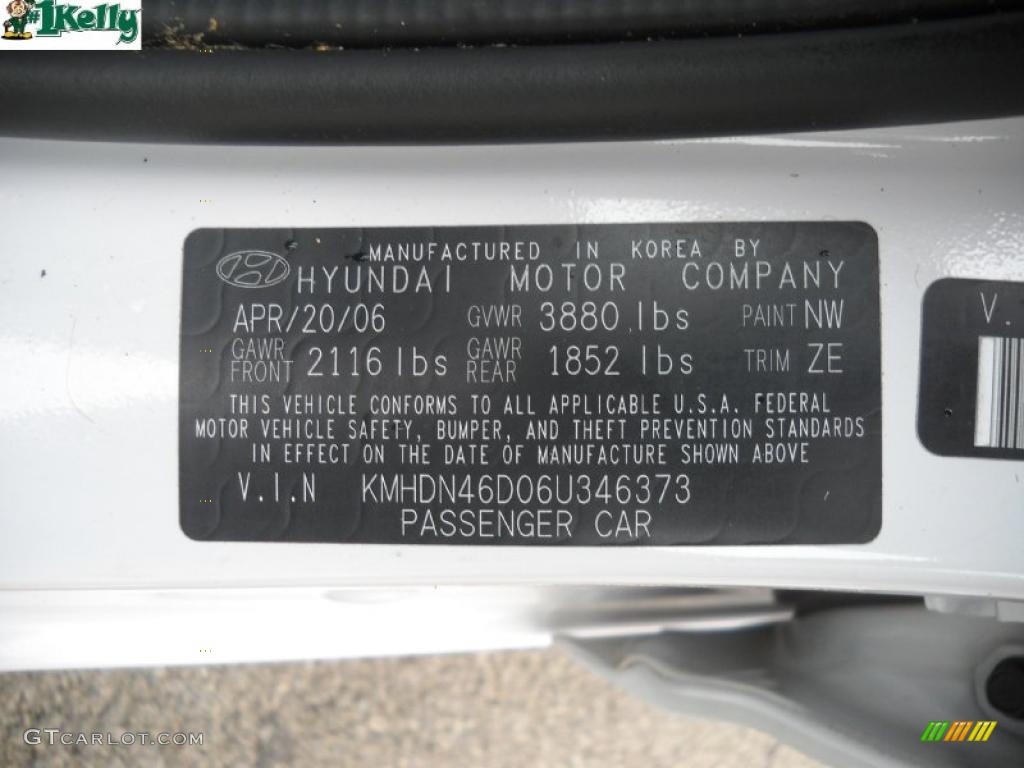 #1Kelly
MANUFACTURED IN KOREA BY
HYUNDAI MOTOR COMPANY
APR/20/06 GVWR 3880 lbs PAINT NW
GAWR FRONT 2116 lbs GAWR REAR 1852 lbs TRIM ZE
THIS VEHICLE CONFORMS TO ALL APPLICABLE U.S.A. FEDERAL
MOTOR VEHICLE SAFETY, BUMPER, AND THEFT PREVENTION STANDARDS
IN EFFECT ON THE DATE OF MANUFACTURE SHOWN ABOVE
V.I.N KMHDN46D06U346373
PASSENGER CAR
V.
GTCARLOT.COM